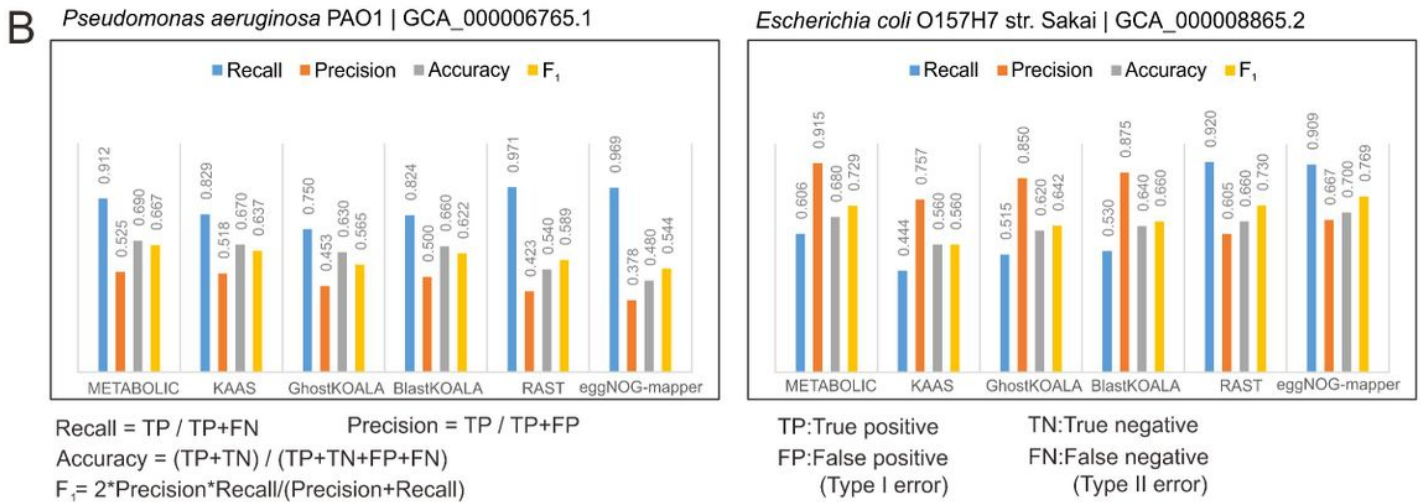 B
Pseudomonas aeruginosa PAO1 | GCA_000006765.1
Recall Precision Accuracy F₁
0.912 0.525 0.690 0.667
0.829 0.518 0.670 0.637
0.750 0.453 0.630 0.565
0.824 0.500 0.660 0.622
0.971 0.423 0.540 0.589
0.969 0.378 0.480 0.544
METABOLIC KAAS GhostKOALA BlastKOALA RAST eggNOG-mapper
Escherichia coli O157H7 str. Sakai | GCA_000008865.2
Recall Precision Accuracy F₁
0.606 0.915 0.680 0.729
0.444 0.757 0.560 0.560
0.515 0.850 0.620 0.642
0.530 0.875 0.640 0.660
0.920 0.605 0.660 0.730
0.909 0.667 0.700 0.769
METABOLIC KAAS GhostKOALA BlastKOALA RAST eggNOG-mapper
Recall = TP / TP+FN Precision = TP / TP+FP
Accuracy = (TP+TN) / (TP+TN+FP+FN)
F₁= 2*Precision*Recall/(Precision+Recall)
TP:True positive TN:True negative
FP:False positive FN:False negative
(Type I error) (Type II error)